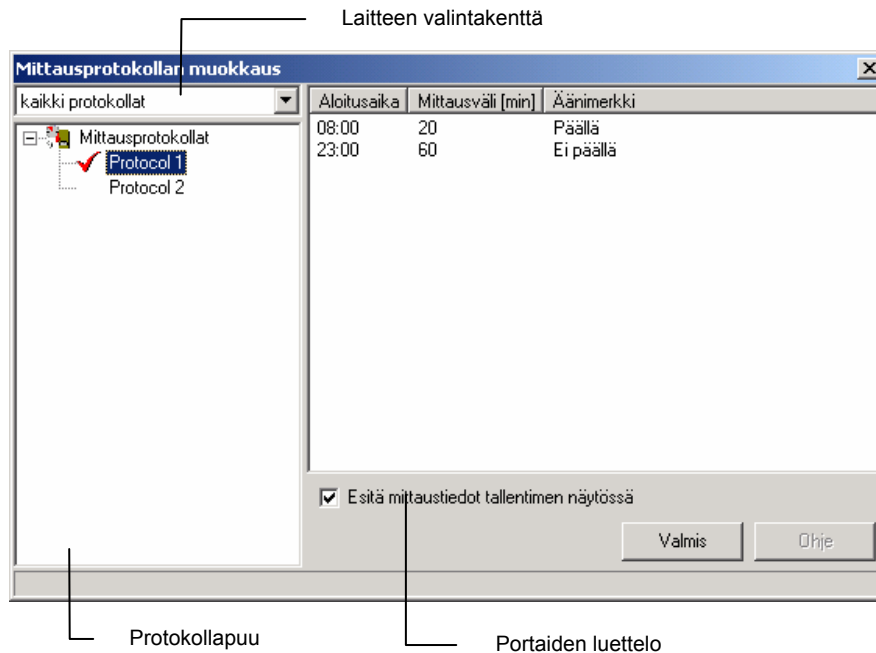 Laitteen valintakenttä
Mittausprotokollan muokkaus
kaikki protokollat
Aloitusaika Mittausväli [min] Äänimerkki
Mittausprotokollat
Protocol 1
Protocol 2
08:00 20 Päällä
23:00 60 Ei päällä
Esitä mittaustiedot tallentimen näytössä
Valmis Ohje
Protokollapuu
Portaiden luettelo